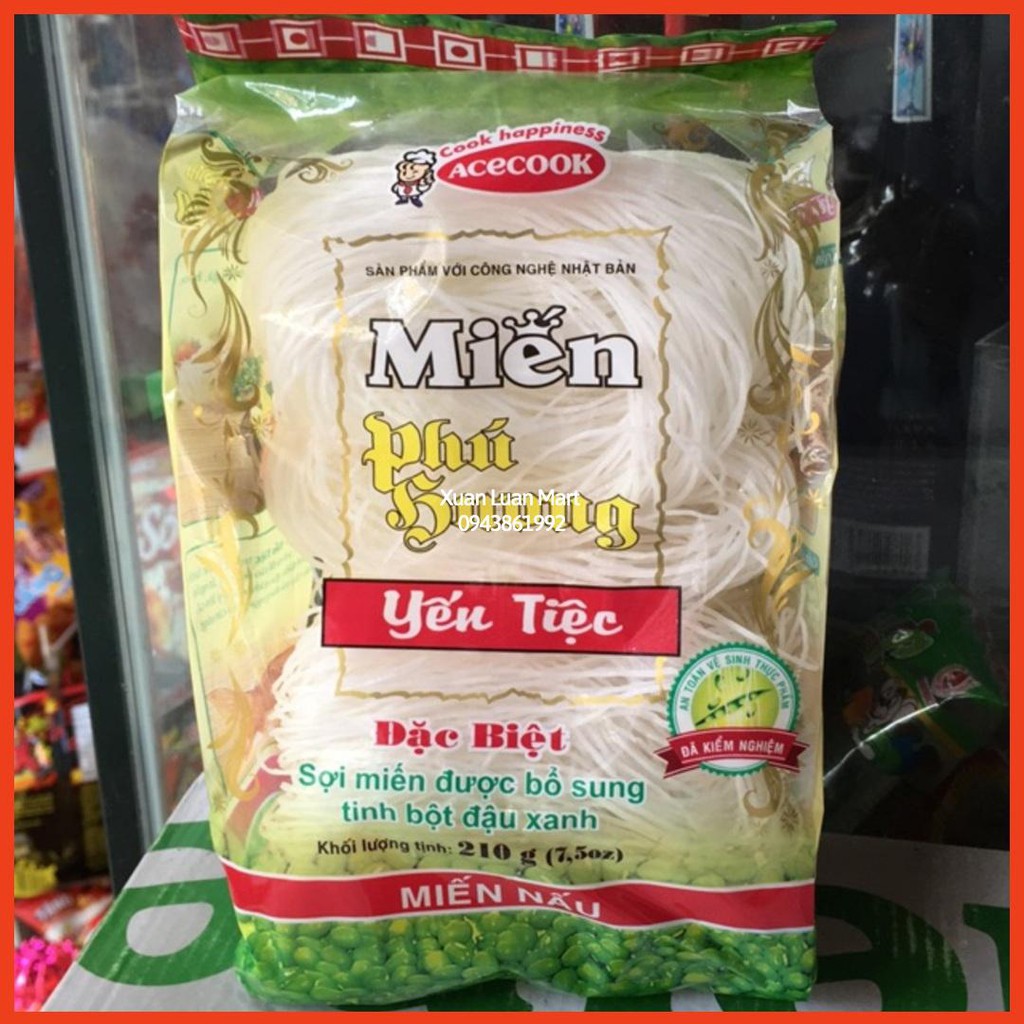 Cook happiness
ACECOOK
SẢN PHẨM VỚI CÔNG NGHỆ NHẬT BẢN
Miến
Phú
Hương
Xuan Luan Mart
0943861992
Yến Tiệc
AN TOÀN VỆ SINH THỰC PHẨM
ĐÃ KIỂM NGHIỆM
Đặc Biệt
Sợi miến được bổ sung
tinh bột đậu xanh
Khối lượng tịnh: 210 g (7,5oz)
MIẾN NẤU